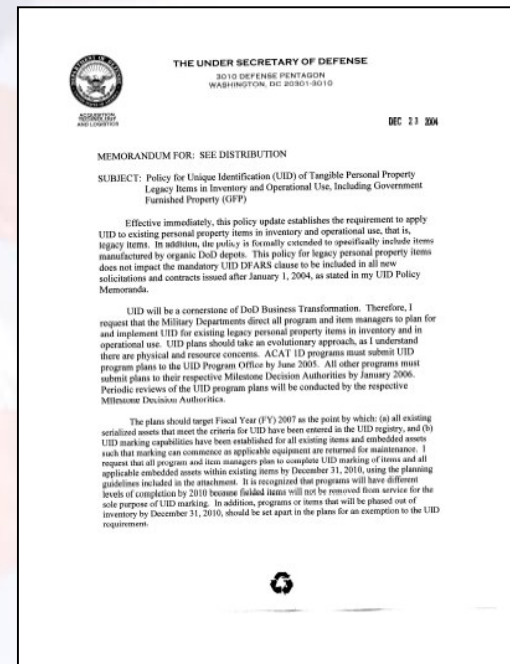 THE UNDER SECRETARY OF DEFENSE
3010 DEFENSE PENTAGON
WASHINGTON, DC 20301-3010
ACQUISITION,
TECHNOLOGY
AND LOGISTICS
DEC 23 2004
MEMORANDUM FOR: SEE DISTRIBUTION
SUBJECT: Policy for Unique Identification (UID) of Tangible Personal Property
Legacy Items in Inventory and Operational Use, Including Government
Furnished Property (GFP)
Effective immediately, this policy update establishes the requirement to apply
UID to existing personal property items in inventory and operational use, that is,
legacy items. In addition, the policy is formally extended to specifically include items
manufactured by organic DoD depots. This policy for legacy personal property items
does not impact the mandatory UID DFARS clause to be included in all new
solicitations and contracts issued after January 1, 2004, as stated in my UID Policy
Memoranda.
UID will be a cornerstone of DoD Business Transformation. Therefore, I
request that the Military Departments direct all program and item managers to plan for
and implement UID for existing legacy personal property items in inventory and in
operational use. UID plans should take an evolutionary approach, as I understand
there are physical and resource concerns. ACAT 1D programs must submit UID
program plans to the UID Program Office by June 2005. All other programs must
submit plans to their respective Milestone Decision Authorities by January 2006.
Periodic reviews of the UID program plans will be conducted by the respective
Milestone Decision Authorities.
The plans should target Fiscal Year (FY) 2007 as the point by which: (a) all existing
serialized assets that meet the criteria for UID have been entered in the UID registry, and (b)
UID marking capabilities have been established for all existing items and embedded assets
such that marking can commence as applicable equipment are returned for maintenance. I
request that all program and item managers plan to complete UID marking of items and all
applicable embedded assets within existing items by December 31, 2010, using the planning
guidelines included in the attachment. It is recognized that programs will have different
levels of completion by 2010 because fielded items will not be removed from service for the
sole purpose of UID marking. In addition, programs or items that will be phased out of
inventory by December 31, 2010, should be set apart in the plans for an exemption to the UID
requirement.